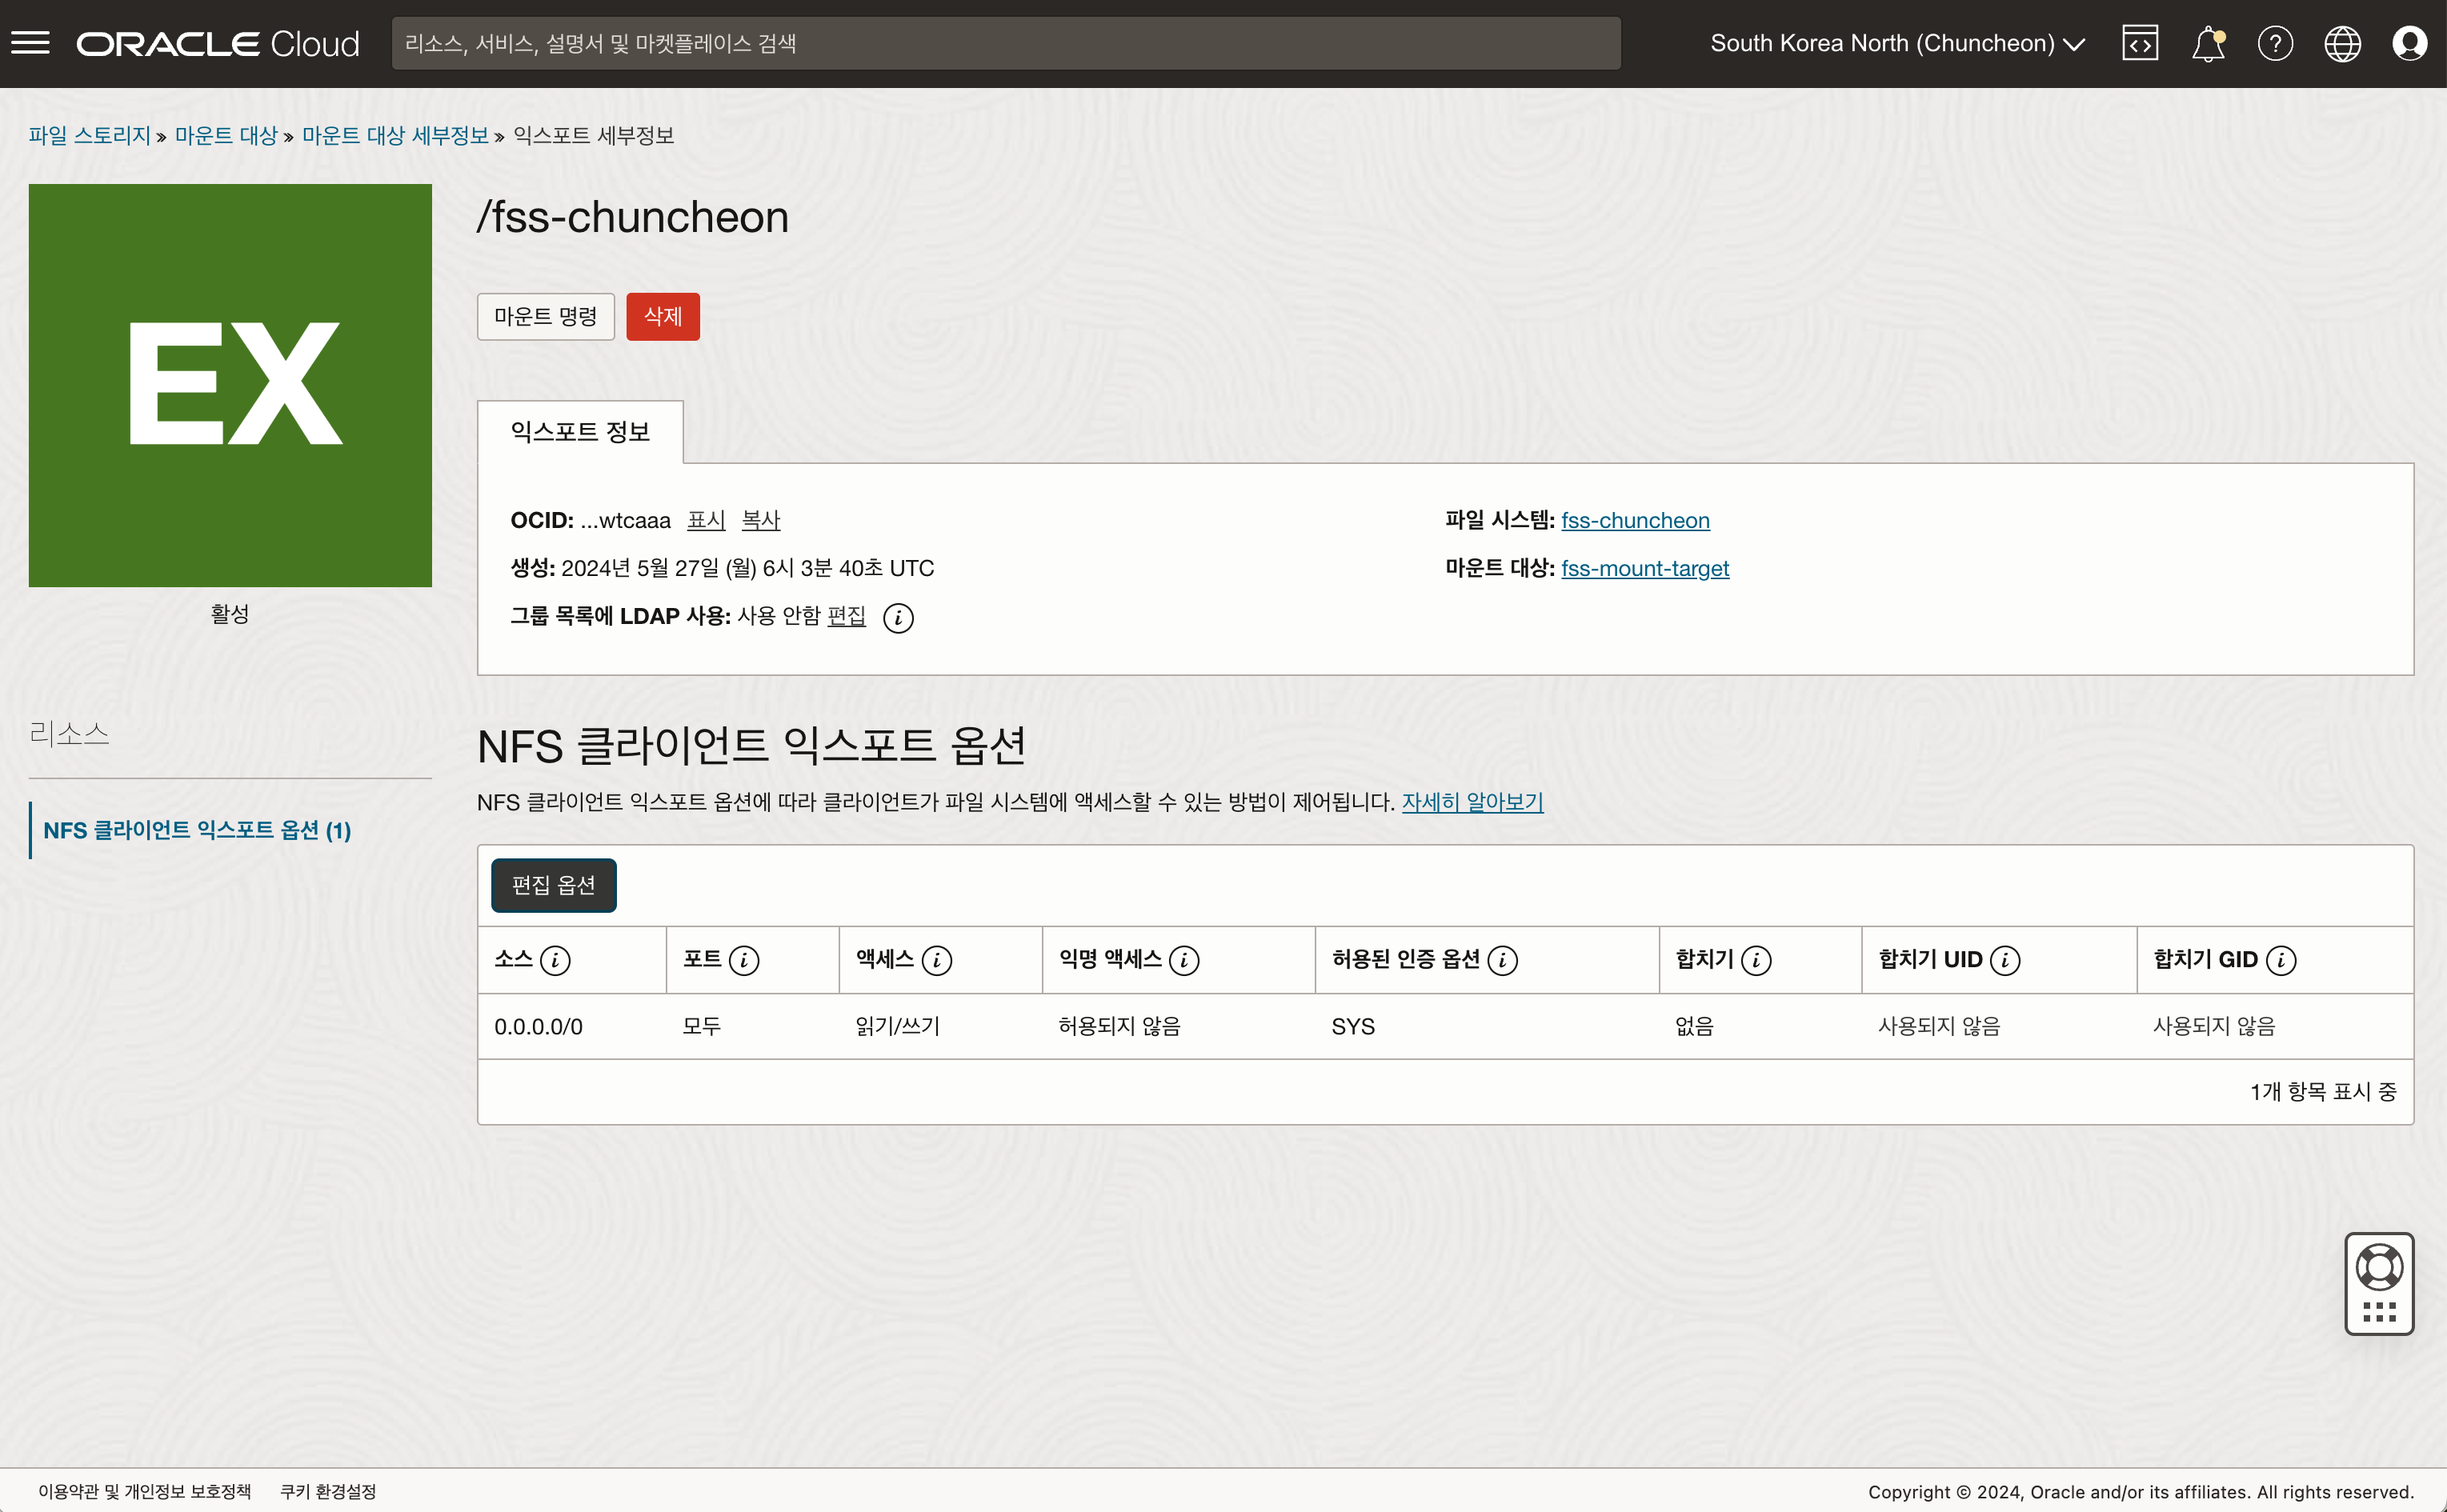 ORACLE Cloud
리소스, 서비스, 설명서 및 마켓플레이스 검색
South Korea North (Chuncheon)
파일 스토리지 » 마운트 대상 » 마운트 대상 세부정보 » 익스포트 세부정보
EX
활성
/fss-chuncheon
마운트 명령 삭제
익스포트 정보
OCID: ...wtcaaa 표시 복사
생성: 2024년 5월 27일 (월) 6시 3분 40초 UTC
그룹 목록에 LDAP 사용: 사용 안함 편집
파일 시스템: fss-chuncheon
마운트 대상: fss-mount-target
리소스
NFS 클라이언트 익스포트 옵션 (1)
NFS 클라이언트 익스포트 옵션
NFS 클라이언트 익스포트 옵션에 따라 클라이언트가 파일 시스템에 액세스할 수 있는 방법이 제어됩니다. 자세히 알아보기
편집 옵션
소스 포트 액세스 익명 액세스 허용된 인증 옵션 합치기 합치기 UID 합치기 GID
0.0.0.0/0 모두 읽기/쓰기 허용되지 않음 SYS 없음 사용되지 않음 사용되지 않음
1개 항목 표시 중
이용약관 및 개인정보 보호정책 쿠키 환경설정
Copyright © 2024, Oracle and/or its affiliates. All rights reserved.